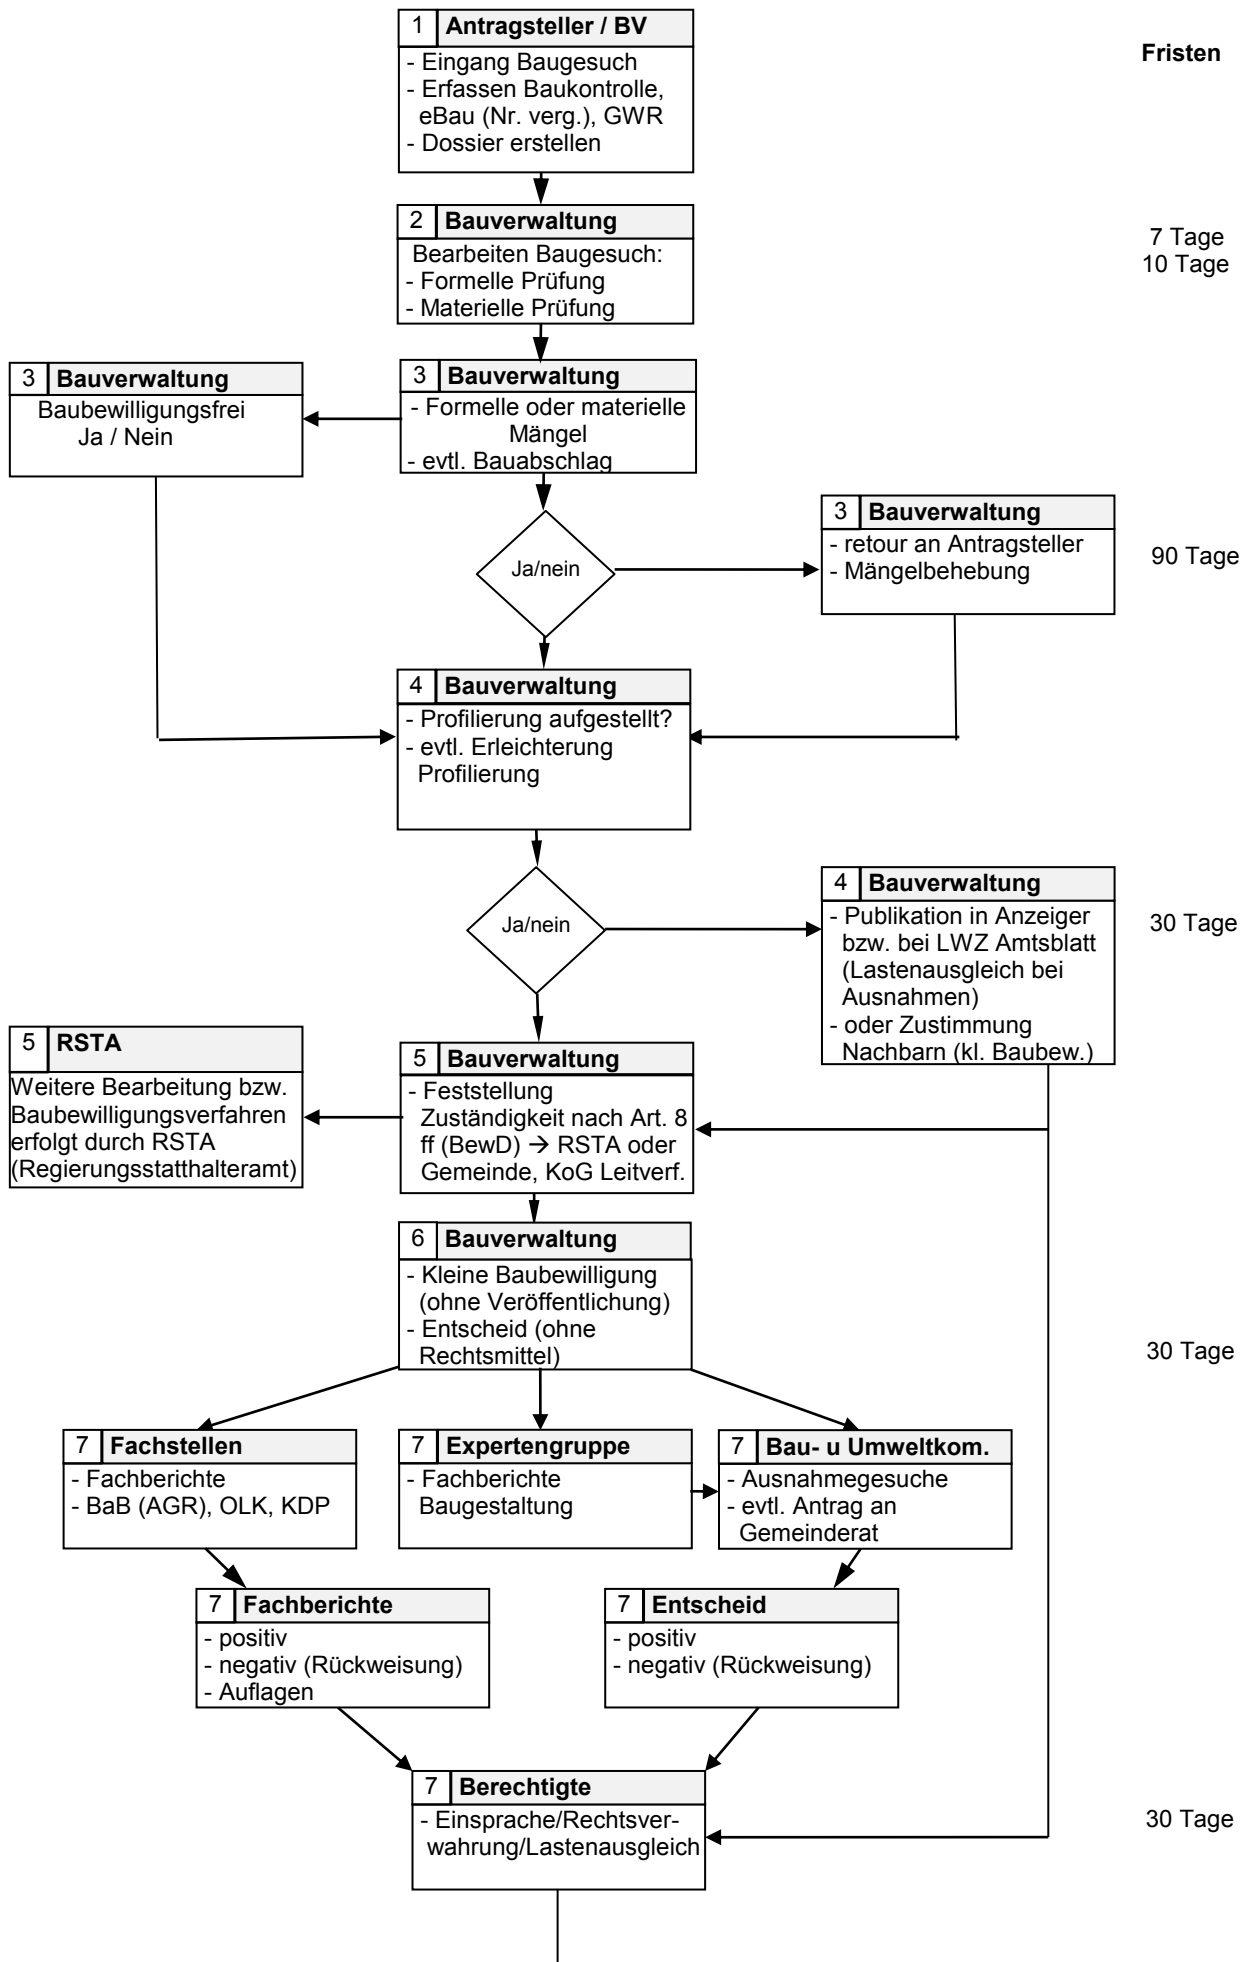 1 Antragsteller / BV
- Eingang Baugesuch
- Erfassen Baukontrolle,
eBau (Nr. verg.), GWR
- Dossier erstellen
Fristen
2 Bauverwaltung
Bearbeiten Baugesuch:
- Formelle Prüfung
- Materielle Prüfung
7 Tage
10 Tage
3 Bauverwaltung
Baubewilligungsfrei
Ja / Nein
3 Bauverwaltung
- Formelle oder materielle
Mängel
- evtl. Bauabschlag
Ja/nein
3 Bauverwaltung
- retour an Antragsteller
- Mängelbehebung
90 Tage
4 Bauverwaltung
- Profilierung aufgestellt?
- evtl. Erleichterung
Profilierung
Ja/nein
4 Bauverwaltung
- Publikation in Anzeiger
bzw. bei LWZ Amtsblatt
(Lastenausgleich bei
Ausnahmen)
- oder Zustimmung
Nachbarn (kl. Baubew.)
30 Tage
5 RSTA
Weitere Bearbeitung bzw.
Baubewilligungsverfahren
erfolgt durch RSTA
(Regierungsstatthalteramt)
5 Bauverwaltung
- Feststellung
Zuständigkeit nach Art. 8
ff (BewD) → RSTA oder
Gemeinde, KoG Leitverf.
6 Bauverwaltung
- Kleine Baubewilligung
(ohne Veröffentlichung)
- Entscheid (ohne
Rechtsmittel)
30 Tage
7 Fachstellen
- Fachberichte
- BaB (AGR), OLK, KDP
7 Expertengruppe
- Fachberichte
Baugestaltung
7 Bau- u Umweltkom.
- Ausnahmegesuche
- evtl. Antrag an
Gemeinderat
7 Fachberichte
- positiv
- negativ (Rückweisung)
- Auflagen
7 Entscheid
- positiv
- negativ (Rückweisung)
7 Berechtigte
- Einsprache/Rechtsver-
wahrung/Lastenausgleich
30 Tage